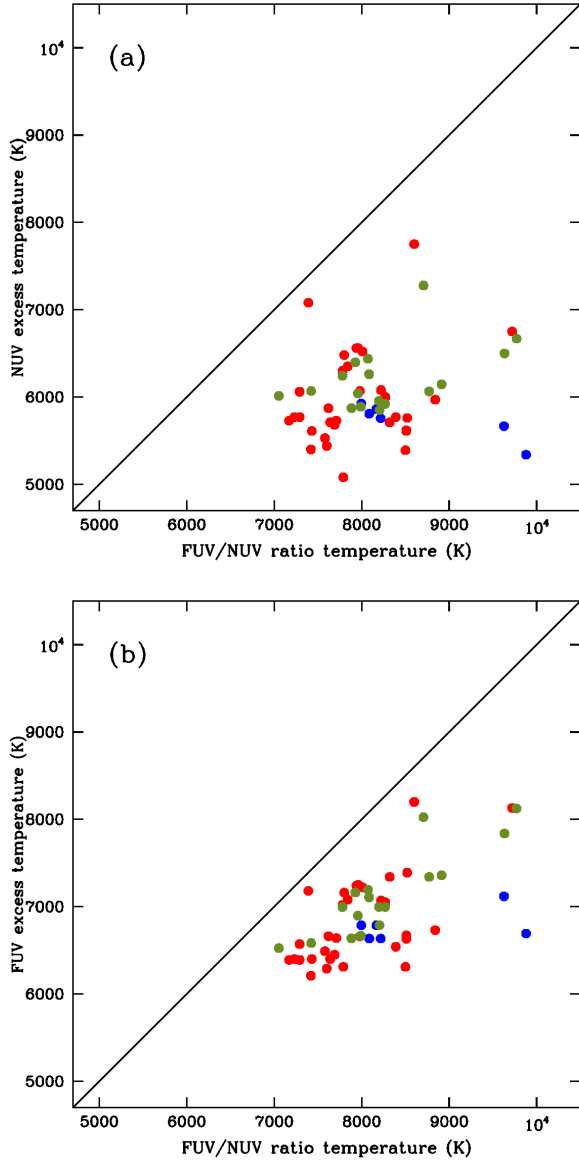 (a)
10⁴
9000
8000
7000
6000
5000
NUV excess temperature (K)
5000 6000 7000 8000 9000 10⁴
FUV/NUV ratio temperature (K)
(b)
10⁴
9000
8000
7000
6000
5000
FUV excess temperature (K)
5000 6000 7000 8000 9000 10⁴
FUV/NUV ratio temperature (K)